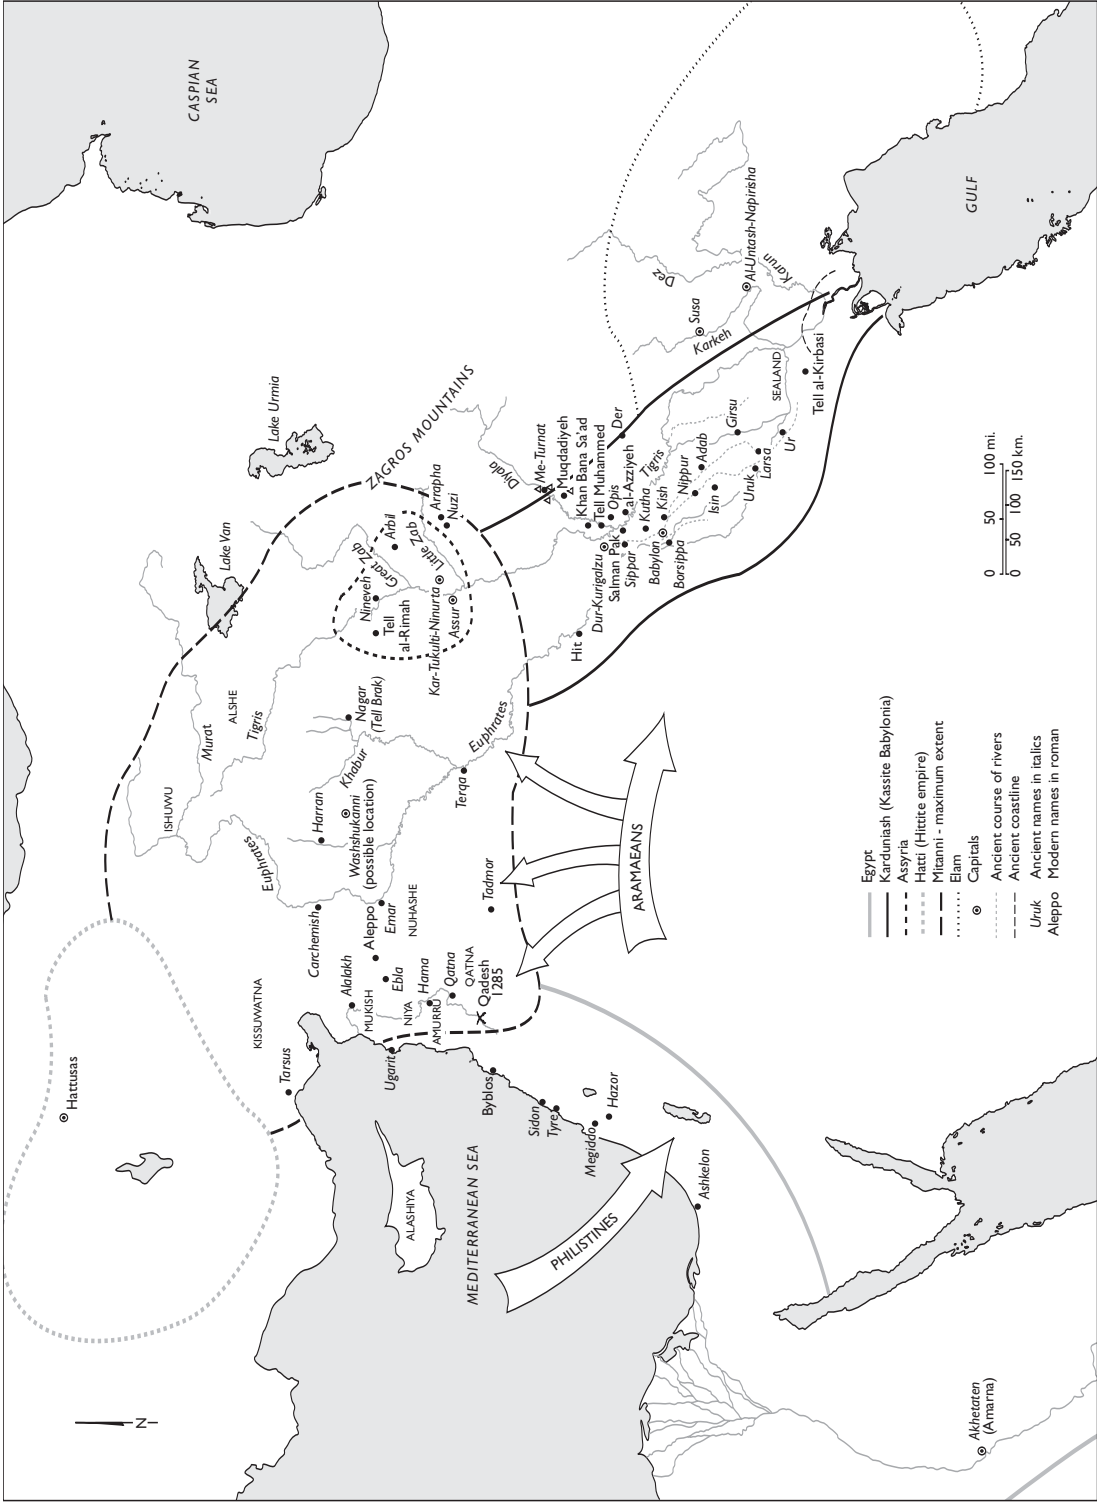 CASPIAN
SEA
Lake Urmia
Lake Van
ZAGROS MOUNTAINS
ISHUWU
Murat
ALSHE
Tigris
Euphrates
Hattusas
KISSUWATNA
Tarsus
Carchemish
Harran
Washshukanni
(possible location)
Khabur
Nagar
(Tell Brak)
Nineveh
Tell
al-Rimah
Great Zab
Arbil
Little Zab
Arrapha
Nuzi
Kar-Tukulti-Ninurta
Assur
Alalakh
MUKISH
Aleppo
Emar
Ebla
NUHASHE
NIYA
Hama
AMURRU
Qatna
QATNA
Qadesh
1285
Tadmor
Terqa
Euphrates
Ugarit
ALASHIYA
MEDITERRANEAN SEA
Byblos
Sidon
Tyre
Megiddo
Hazor
Ashkelon
PHILISTINES
ARAMAEANS
Diyala
Me-Turnat
Muqdadiyeh
Khan Bana Sa'ad
Tell Muhammed
Opis
al-Azziyeh
Der
Hit
Dur-Kurigalzu
Salman Pak
Sippar
Kutha
Babylon
Kish
Borsippa
Tigris
Nippur
Adab
Isin
Girsu
Uruk
Larsa
Ur
SEALAND
Tell al-Kirbasi
Susa
Karkeh
Dez
Al-Untash-Napirisha
Karun
GULF
Akhetaten
(Amarna)
N
0 50 100 mi.
0 50 100 150 km.
Egypt
Karduniash (Kassite Babylonia)
Assyria
Hatti (Hittite empire)
Mitanni - maximum extent
Elam
Capitals
Ancient course of rivers
Ancient coastline
Uruk Ancient names in italics
Aleppo Modern names in roman